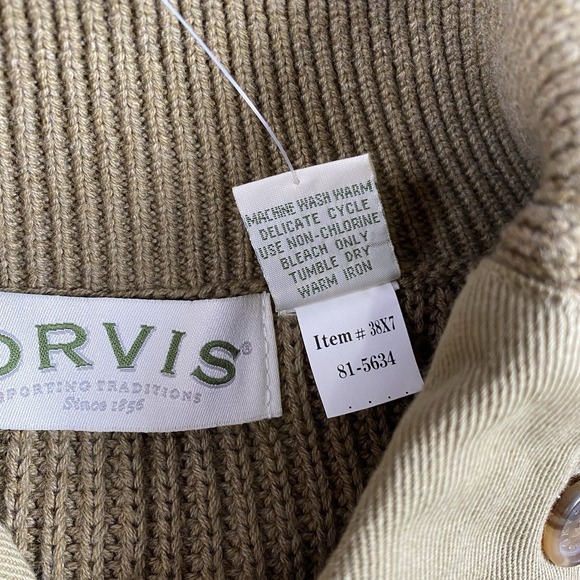 MACHINE WASH WARM
DELICATE CYCLE
USE NON-CHLORINE
BLEACH ONLY
TUMBLE DRY
WARM IRON
Item # 38X7
81-5634
ORVIS®
SPORTING TRADITIONS
Since 1856